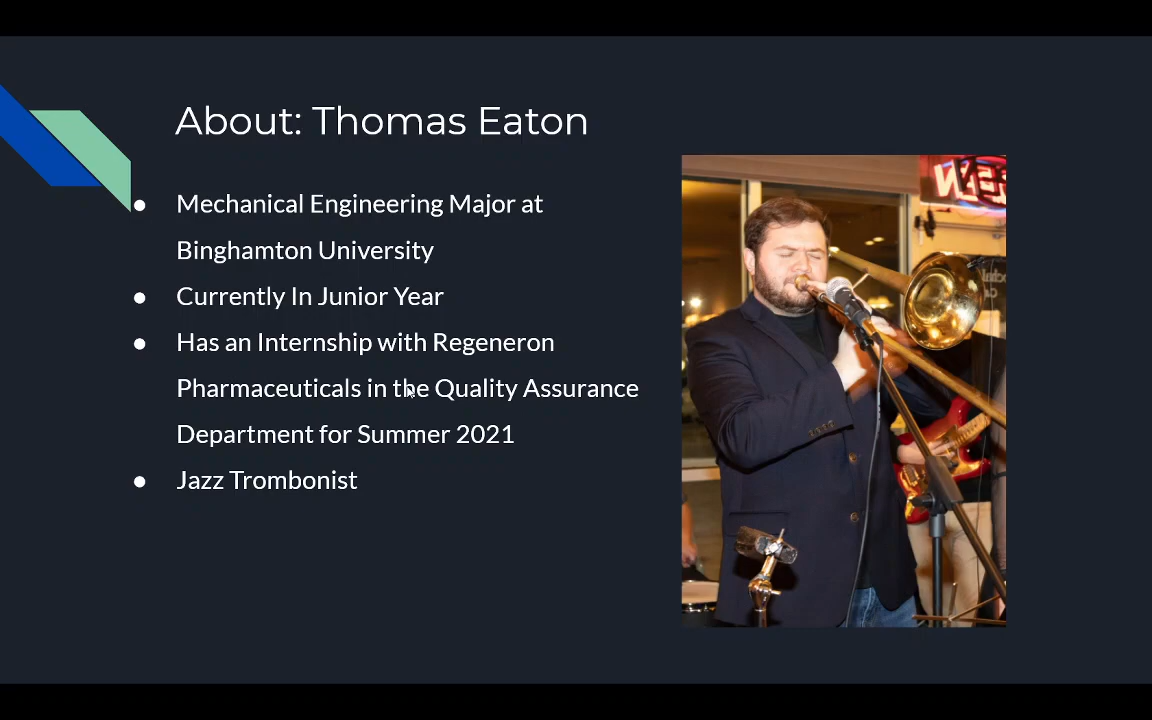 About: Thomas Eaton
● Mechanical Engineering Major at
Binghamton University
● Currently In Junior Year
● Has an Internship with Regeneron
Pharmaceuticals in the Quality Assurance
Department for Summer 2021
● Jazz Trombonist